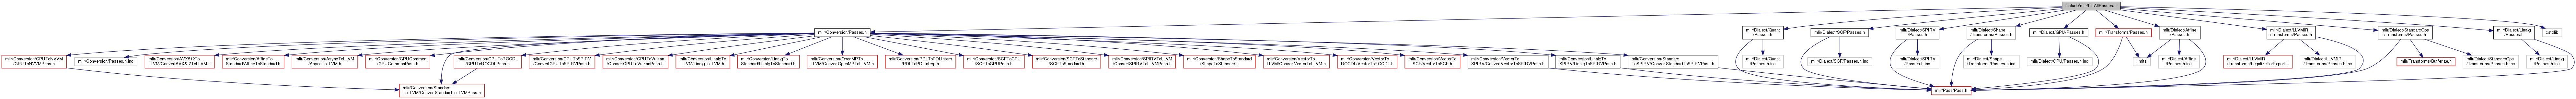 include/mlir/InitAllPasses.h
mlir/Conversion/Passes.h
mlir/Dialect/Quant
/Passes.h
mlir/Dialect/SCF/Passes.h
mlir/Dialect/SPIRV
/Passes.h
mlir/Dialect/Shape
/Transforms/Passes.h
mlir/Dialect/GPU/Passes.h
mlir/Transforms/Passes.h
mlir/Dialect/Affine
/Passes.h
mlir/Dialect/LLVMIR
/Transforms/Passes.h
mlir/Dialect/StandardOps
/Transforms/Passes.h
mlir/Dialect/Linalg
/Passes.h
cstdlib
mlir/Conversion/GPUToNVVM
/GPUToNVVMPass.h
mlir/Conversion/Passes.h.inc
mlir/Conversion/AVX512To
LLVM/ConvertAVX512ToLLVM.h
mlir/Conversion/AffineTo
Standard/AffineToStandard.h
mlir/Conversion/AsyncToLLVM
/AsyncToLLVM.h
mlir/Conversion/GPUCommon
/GPUCommonPass.h
mlir/Conversion/GPUToROCDL
/GPUToROCDLPass.h
mlir/Conversion/GPUToSPIRV
/ConvertGPUToSPIRVPass.h
mlir/Conversion/GPUToVulkan
/ConvertGPUToVulkanPass.h
mlir/Conversion/LinalgTo
LLVM/LinalgToLLVM.h
mlir/Conversion/LinalgTo
Standard/LinalgToStandard.h
mlir/Conversion/OpenMPTo
LLVM/ConvertOpenMPToLLVM.h
mlir/Conversion/PDLToPDLInterp
/PDLToPDLInterp.h
mlir/Conversion/SCFToGPU
/SCFToGPUPass.h
mlir/Conversion/SCFToStandard
/SCFToStandard.h
mlir/Conversion/SPIRVToLLVM
/ConvertSPIRVToLLVMPass.h
mlir/Conversion/ShapeToStandard
/ShapeToStandard.h
mlir/Conversion/VectorTo
LLVM/ConvertVectorToLLVM.h
mlir/Conversion/VectorTo
ROCDL/VectorToROCDL.h
mlir/Conversion/VectorTo
SCF/VectorToSCF.h
mlir/Conversion/VectorTo
SPIRV/ConvertVectorToSPIRVPass.h
mlir/Conversion/LinalgTo
SPIRV/LinalgToSPIRVPass.h
mlir/Conversion/Standard
ToSPIRV/ConvertStandardToSPIRVPass.h
mlir/Dialect/Quant
/Passes.h.inc
mlir/Dialect/SCF/Passes.h.inc
mlir/Dialect/SPIRV
/Passes.h.inc
mlir/Dialect/Shape
/Transforms/Passes.h.inc
mlir/Dialect/GPU/Passes.h.inc
limits
mlir/Dialect/Affine
/Passes.h.inc
mlir/Dialect/LLVMIR
/Transforms/LegalizeForExport.h
mlir/Dialect/LLVMIR
/Transforms/Passes.h.inc
mlir/Transforms/Bufferize.h
mlir/Dialect/StandardOps
/Transforms/Passes.h.inc
mlir/Dialect/Linalg
/Passes.h.inc
mlir/Conversion/Standard
ToLLVM/ConvertStandardToLLVMPass.h
mlir/Pass/Pass.h